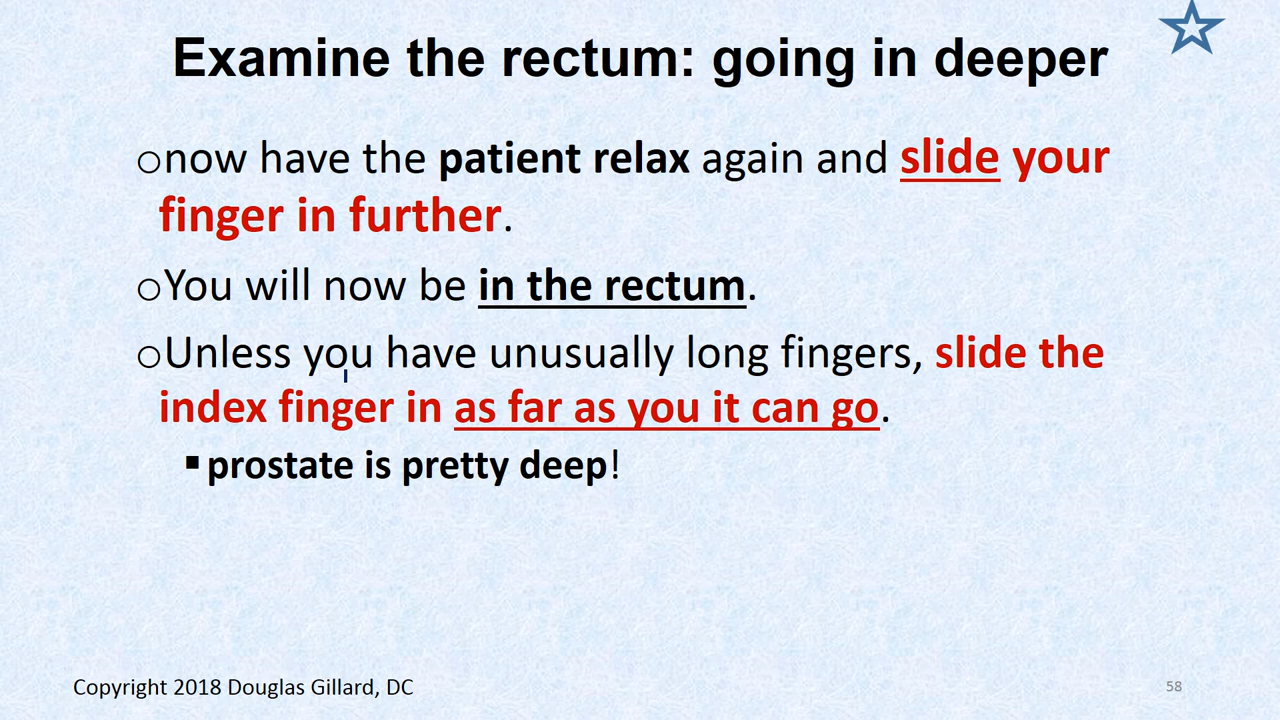 Examine the rectum: going in deeper
○now have the patient relax again and slide your
finger in further.
○You will now be in the rectum.
○Unless you have unusually long fingers, slide the
index finger in as far as you it can go.
▪prostate is pretty deep!
Copyright 2018 Douglas Gillard, DC
58